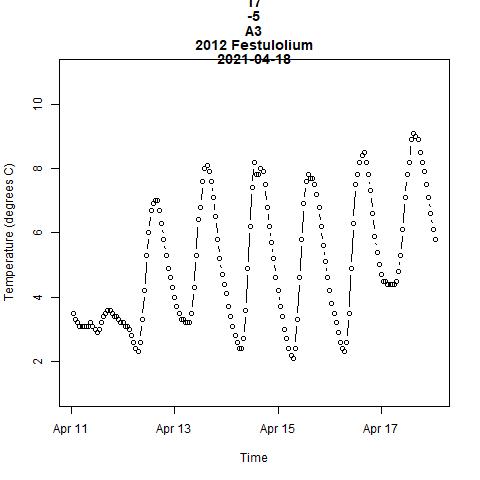 17
-5
A3
2012 Festulolium
2021-04-18
Temperature (degrees C)
10
8
6
4
2
Apr 11
Apr 13
Apr 15
Apr 17
Time